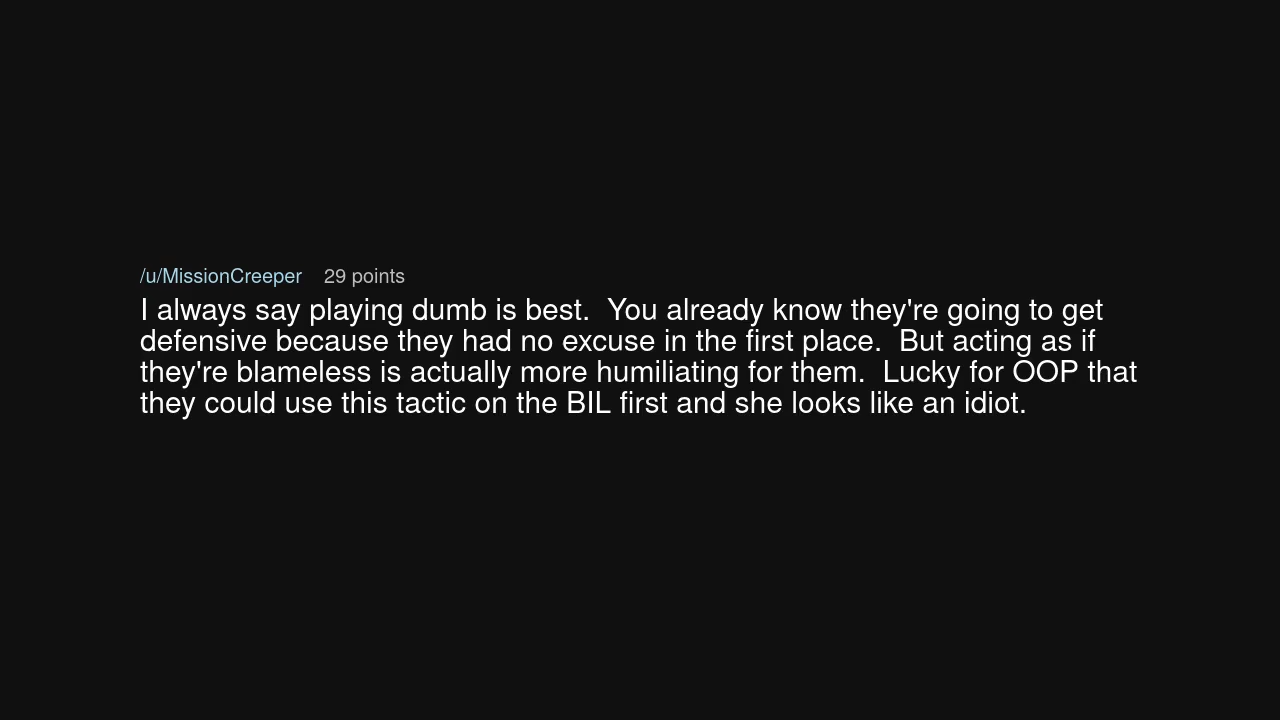 /u/MissionCreeper 29 points
I always say playing dumb is best.  You already know they're going to get
defensive because they had no excuse in the first place.  But acting as if
they're blameless is actually more humiliating for them.  Lucky for OOP that
they could use this tactic on the BIL first and she looks like an idiot.